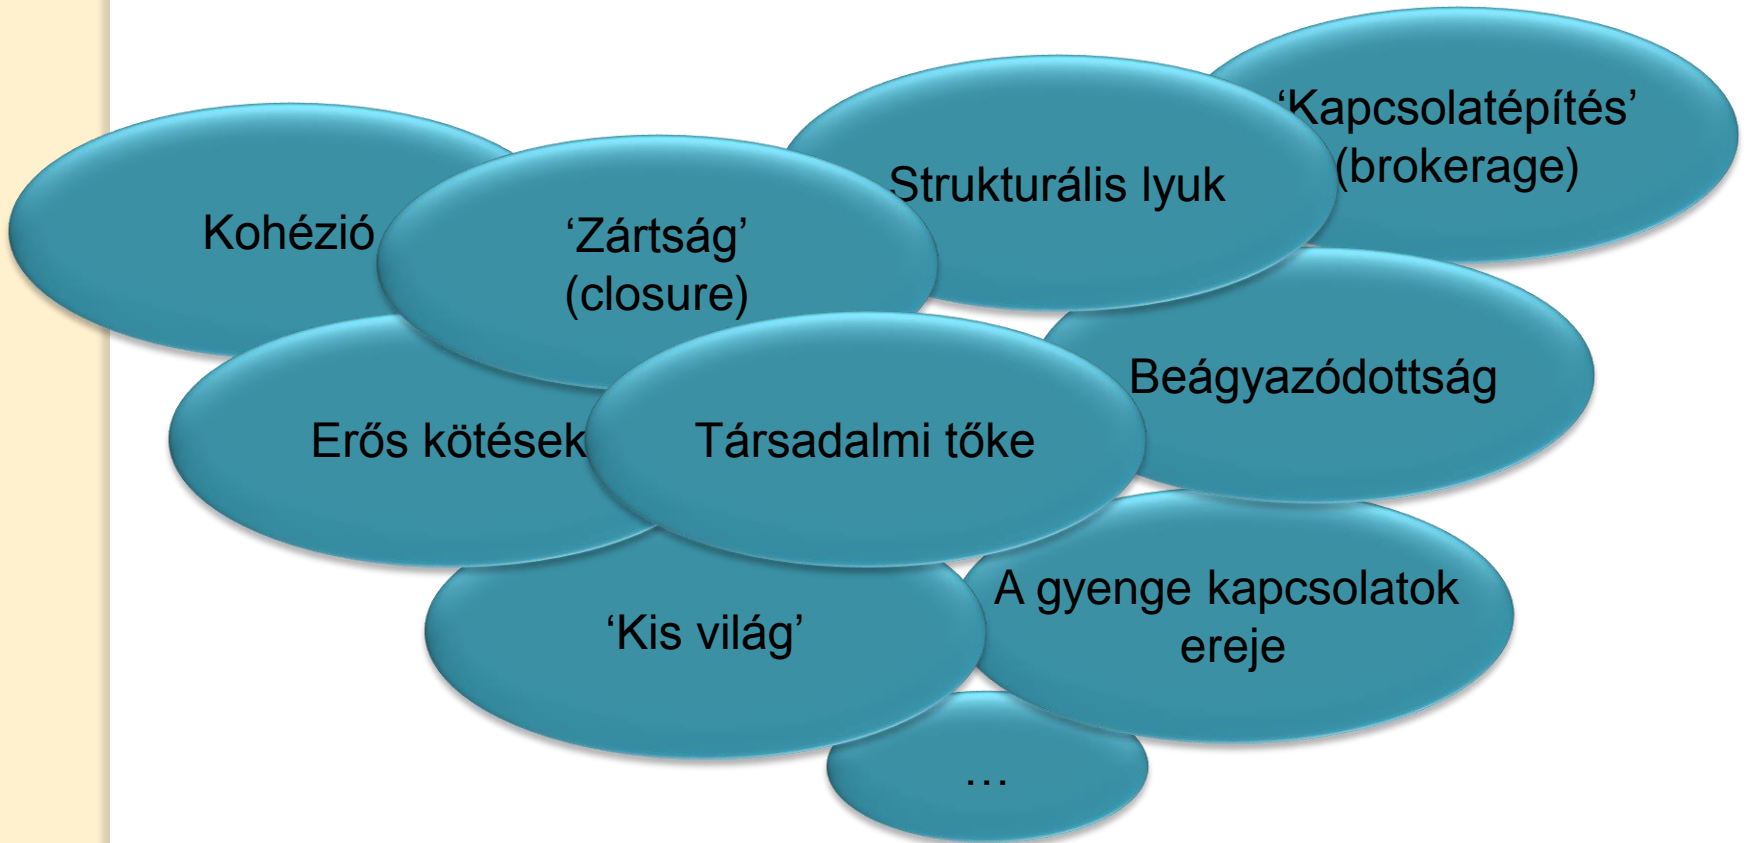 ‘Kapcsolatépítés’
(brokerage)
Strukturális lyuk
Kohézió
‘Zártság’
(closure)
Beágyazódottság
Erős kötések
Társadalmi tőke
A gyenge kapcsolatok
ereje
‘Kis világ’
…